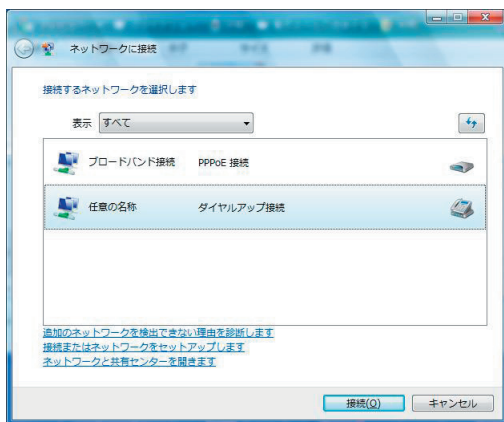 ネットワークに接続
接続するネットワークを選択します
表示 すべて
ブロードバンド接続 PPPoE 接続
任意の名称 ダイヤルアップ接続
追加のネットワークを検出できない理由を診断します
接続またはネットワークをセットアップします
ネットワークと共有センターを開きます
接続(O) キャンセル